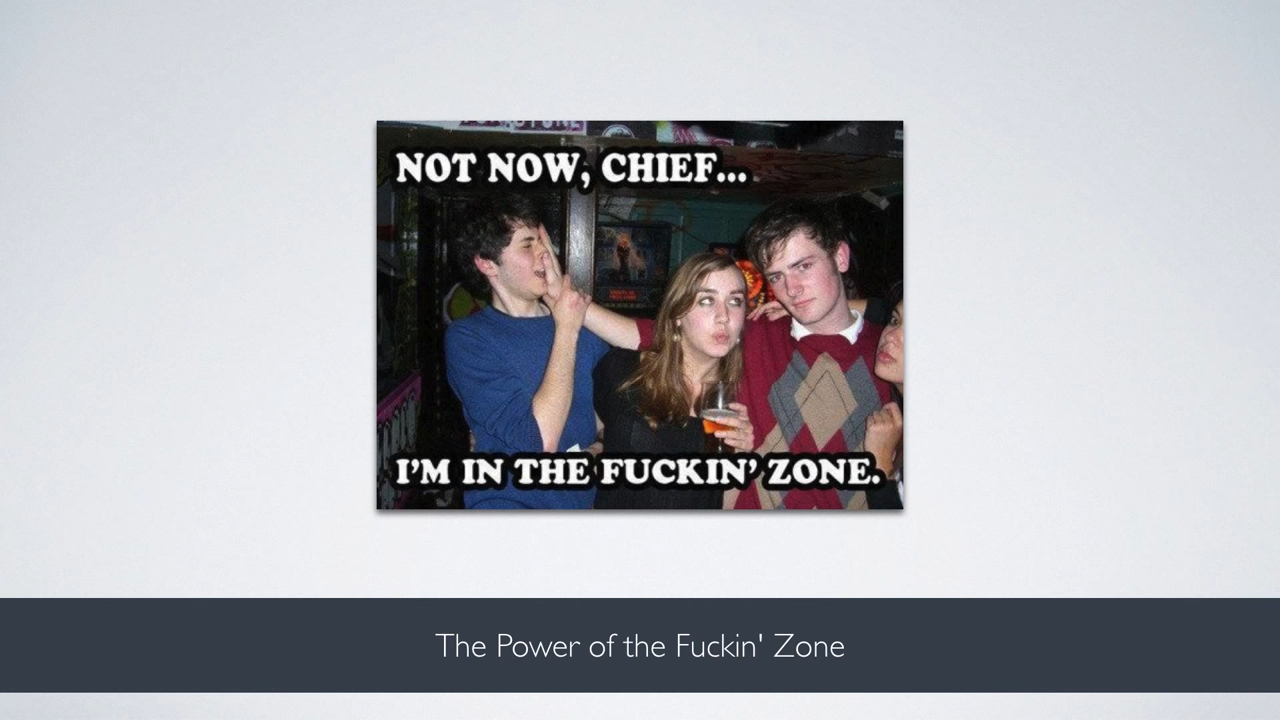 NOT NOW, CHIEF...
I'M IN THE FUCKIN' ZONE.
The Power of the Fuckin' Zone